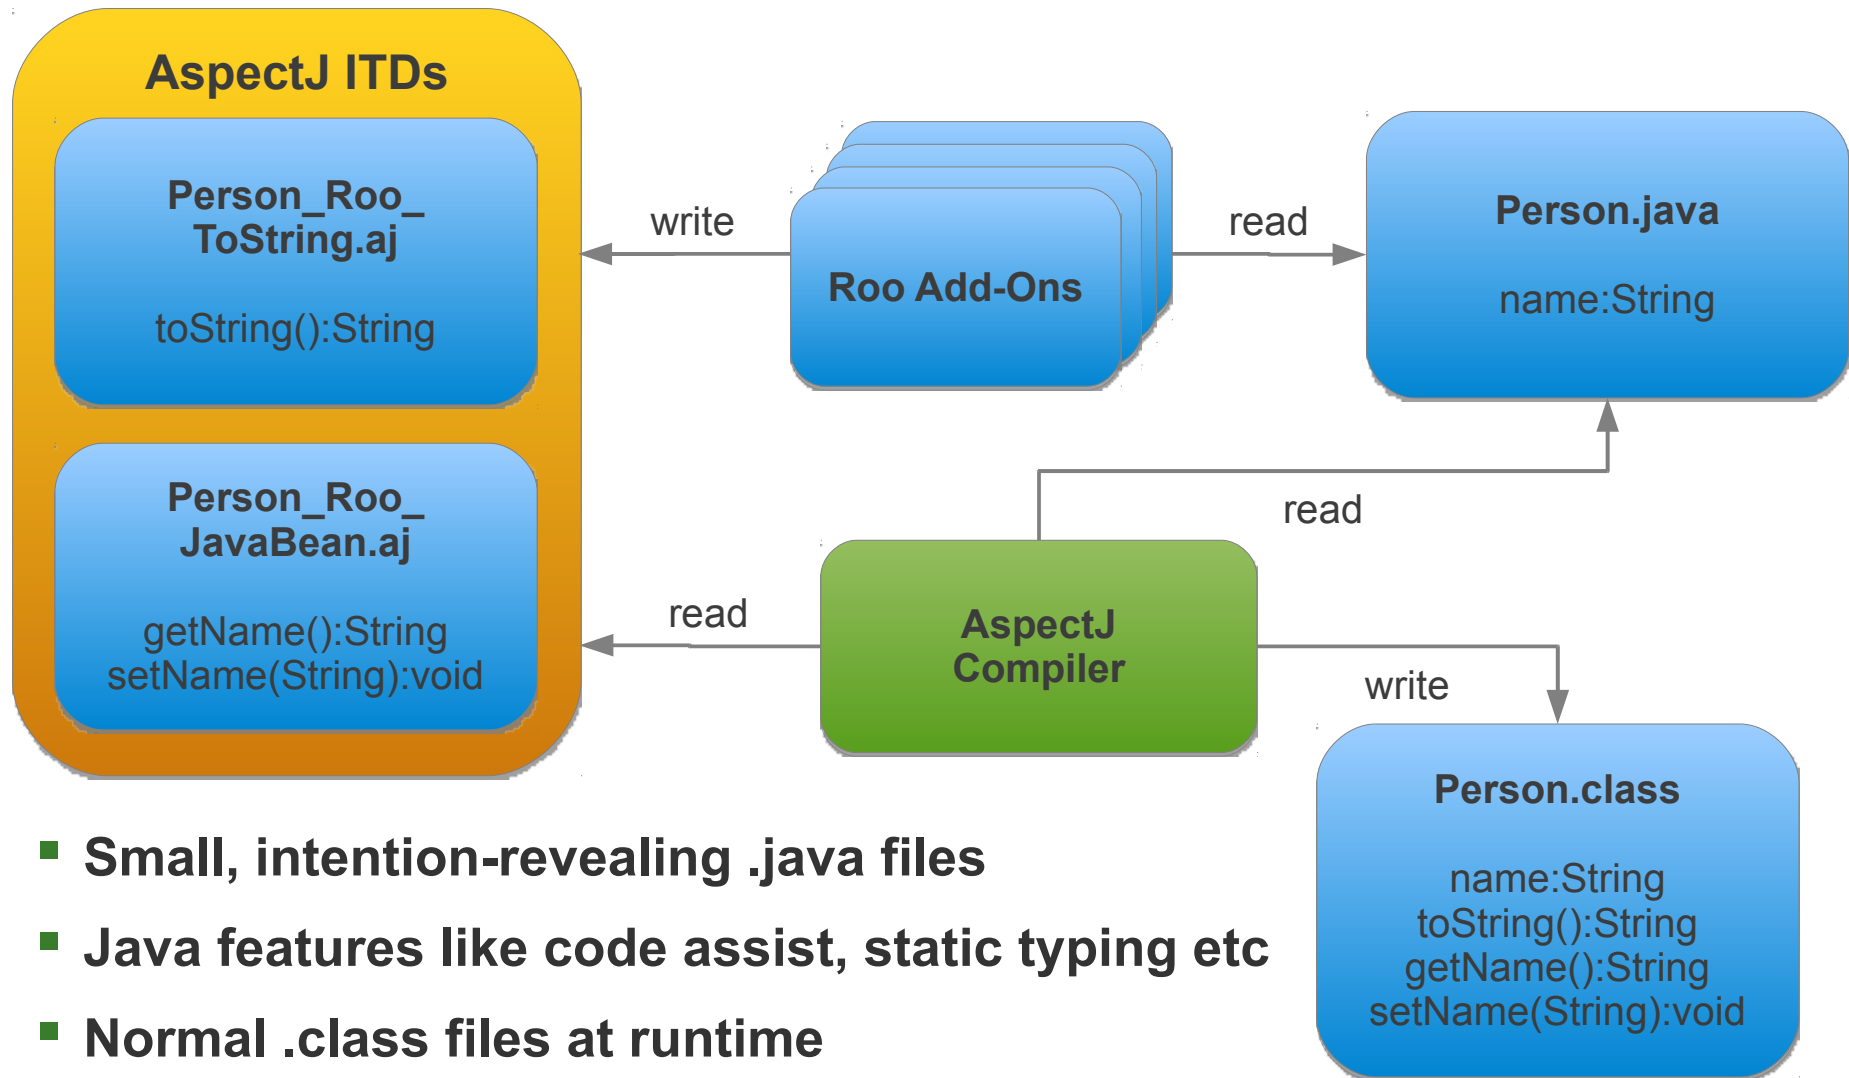 AspectJ ITDs
Person_Roo_
ToString.aj
toString():String
Person_Roo_
JavaBean.aj
getName():String
setName(String):void
write
Roo Add-Ons
read
Person.java
name:String
read
read
AspectJ
Compiler
write
Person.class
name:String
toString():String
getName():String
setName(String):void
Small, intention-revealing .java files
Java features like code assist, static typing etc
Normal .class files at runtime